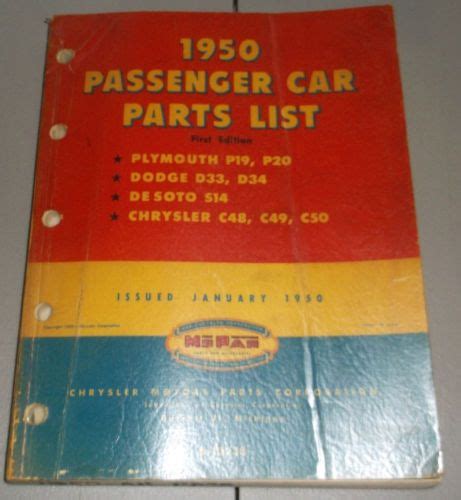 1950
PASSENGER CAR
PARTS LIST
First Edition
★ PLYMOUTH P19, P20
★ DODGE D33, D34
★ DE SOTO S14
★ CHRYSLER C48, C49, C50
ISSUED JANUARY 1950
MOPAR
CHRYSLER MOTORS PARTS CORPORATION
Michigan